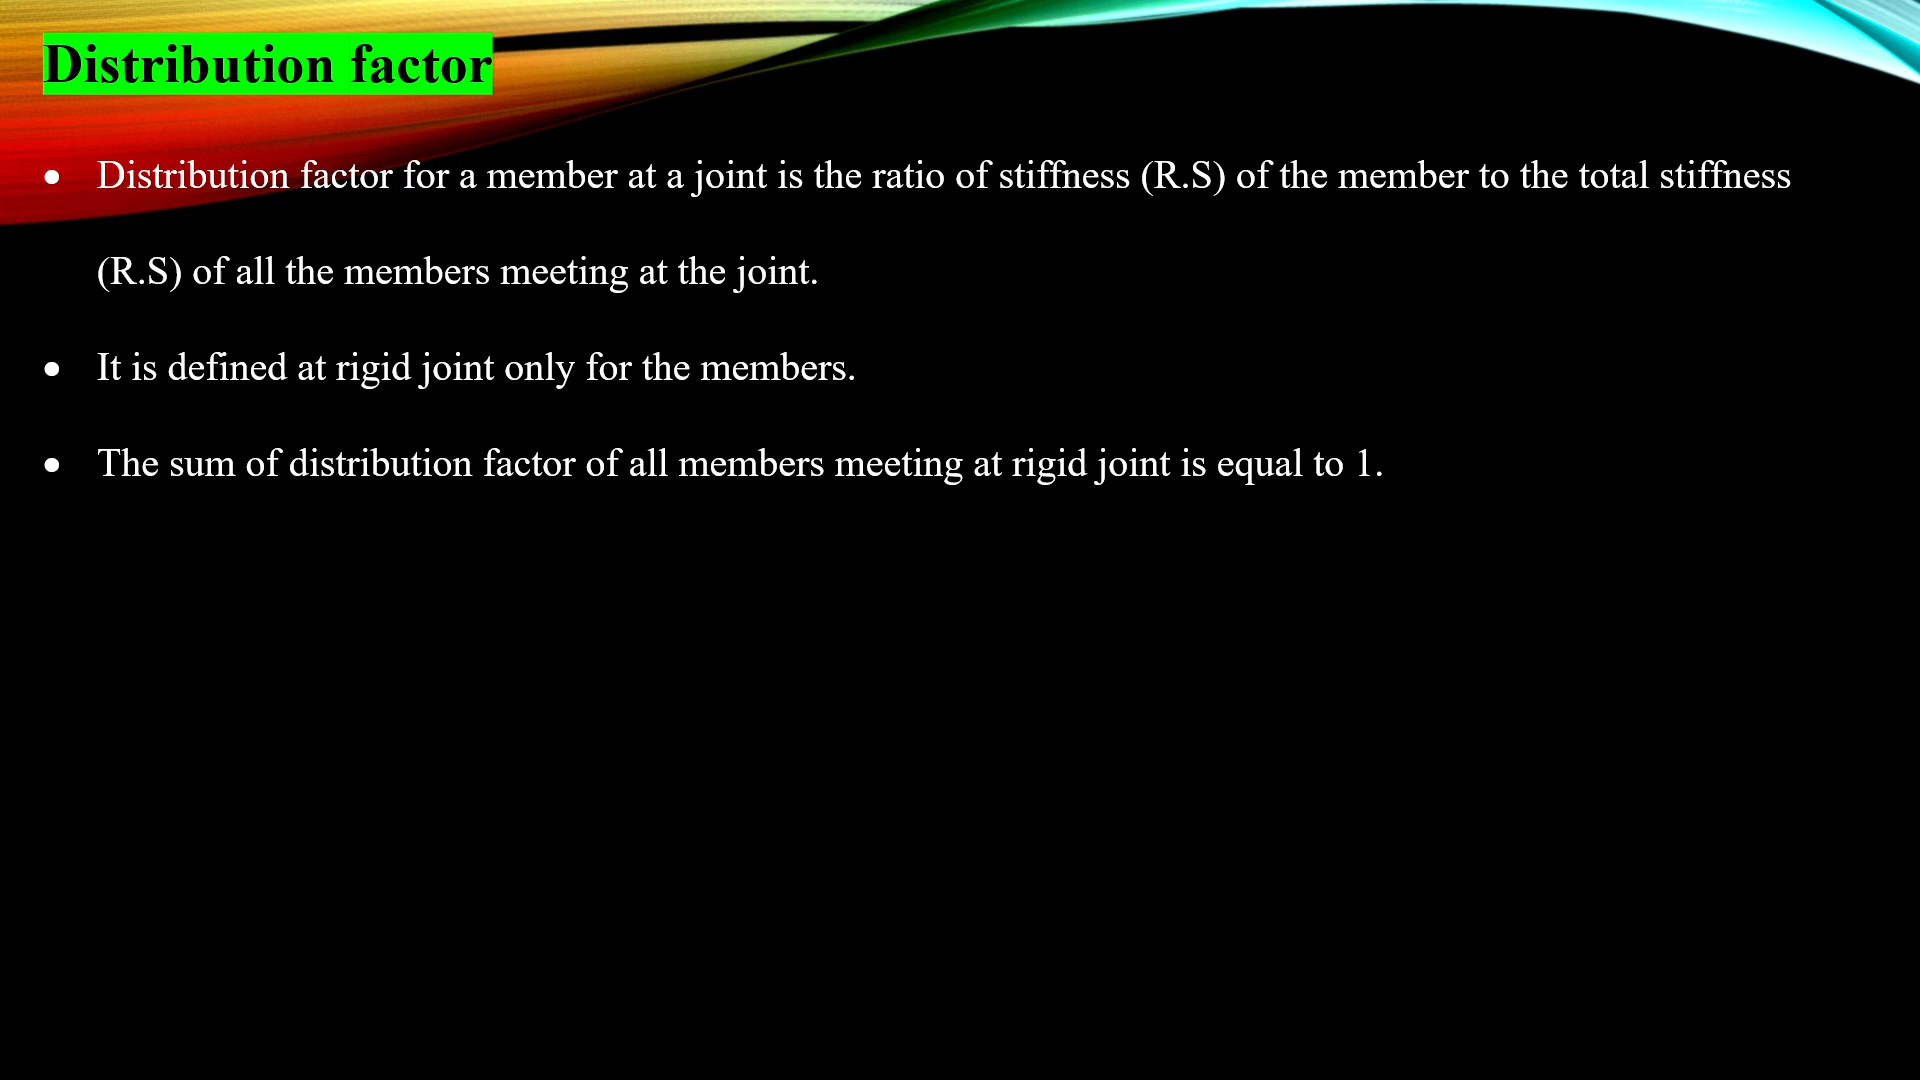 Distribution factor
• Distribution factor for a member at a joint is the ratio of stiffness (R.S) of the member to the total stiffness
(R.S) of all the members meeting at the joint.
• It is defined at rigid joint only for the members.
• The sum of distribution factor of all members meeting at rigid joint is equal to 1.